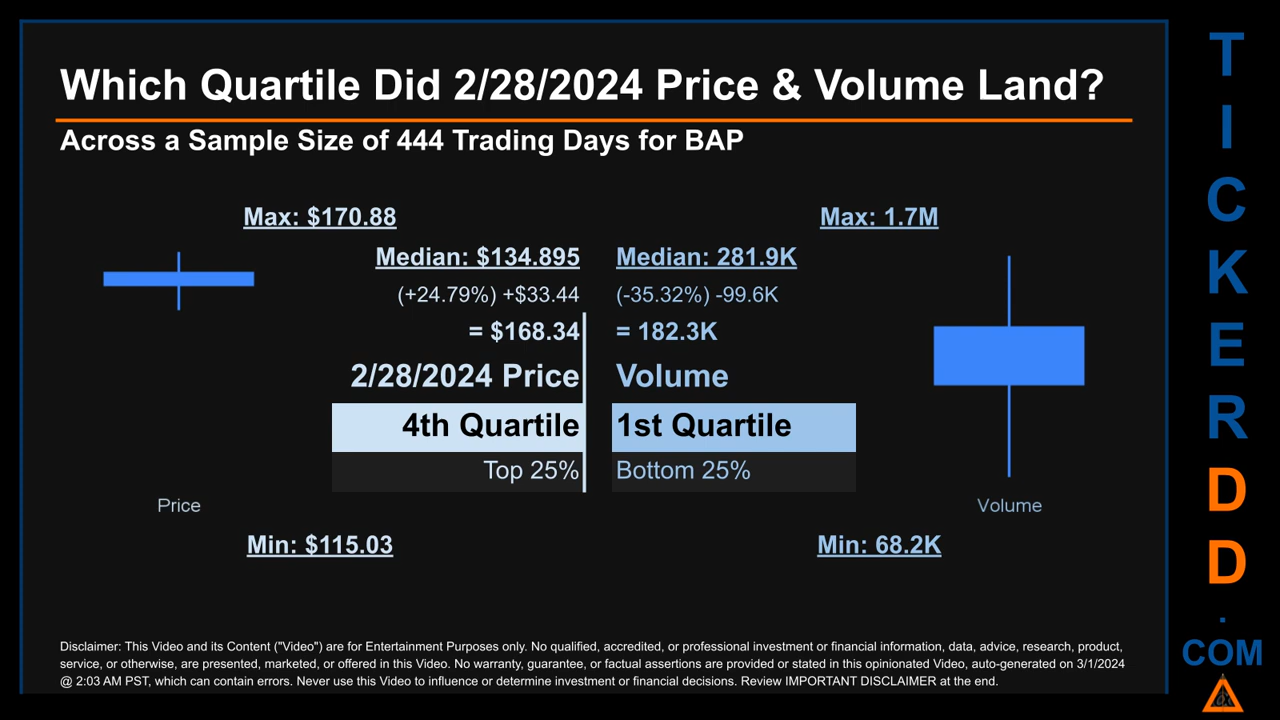 Which Quartile Did 2/28/2024 Price & Volume Land?
Across a Sample Size of 444 Trading Days for BAP
Max: $170.88
Max: 1.7M
Median: $134.895
Median: 281.9K
(+24.79%) +$33.44
(-35.32%) -99.6K
= $168.34
= 182.3K
2/28/2024 Price
Volume
4th Quartile
1st Quartile
Top 25%
Bottom 25%
Price
Volume
Min: $115.03
Min: 68.2K
Disclaimer: This Video and its Content ("Video") are for Entertainment Purposes only. No qualified, accredited, or professional investment or financial information, data, advice, research, product,
service, or otherwise, are presented, marketed, or offered in this Video. No warranty, guarantee, or factual assertions are provided or stated in this opinionated Video, auto-generated on 3/1/2024
@ 2:03 AM PST, which can contain errors. Never use this Video to influence or determine investment or financial decisions. Review IMPORTANT DISCLAIMER at the end.
TICKERDD
.
COM